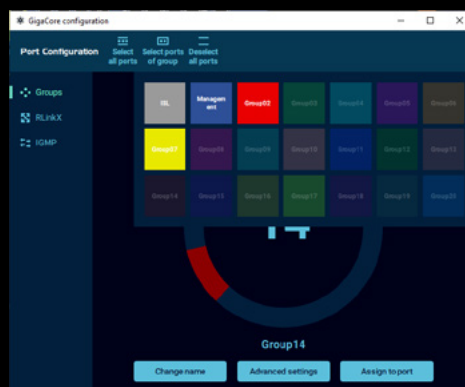 GigaCore configuration
Port Configuration
Select all ports
Select ports of group
Deselect all ports
Groups
RLinkX
IGMP
ISL
Management
Group02
Group03
Group04
Group05
Group06
Group07
Group08
Group09
Group10
Group11
Group12
Group13
Group14
Group15
Group16
Group17
Group18
Group19
Group20
Group14
Change name
Advanced settings
Assign to port